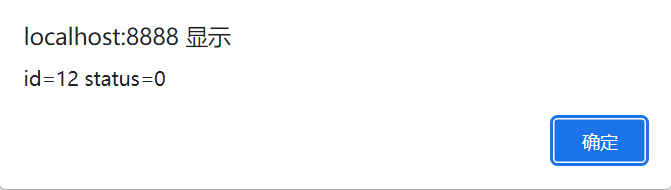 localhost:8888 显示
id=12 status=0
确定